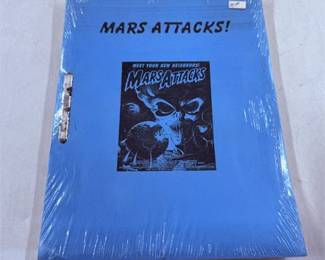 MARS ATTACKS!
MEET YOUR NEW NEIGHBORS!
MARS ATTACKS